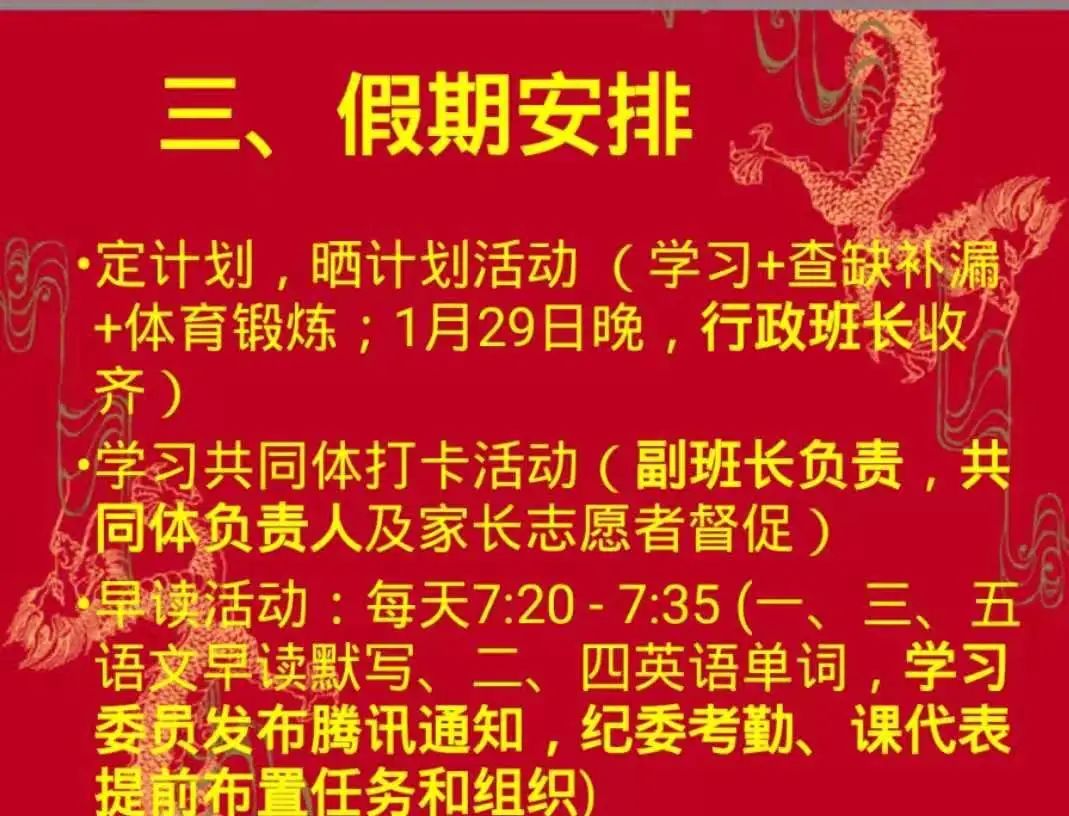 三、假期安排
•定计划，晒计划活动（学习+查缺补漏
+体育锻炼；1月29日晚，行政班长收
齐）
•学习共同体打卡活动（副班长负责，共
同体负责人及家长志愿者督促）
•早读活动：每天7:20 - 7:35 (一、三、五
语文早读默写、二、四英语单词，学习
委员发布腾讯通知，纪委考勤、课代表
提前布置任务和组织)